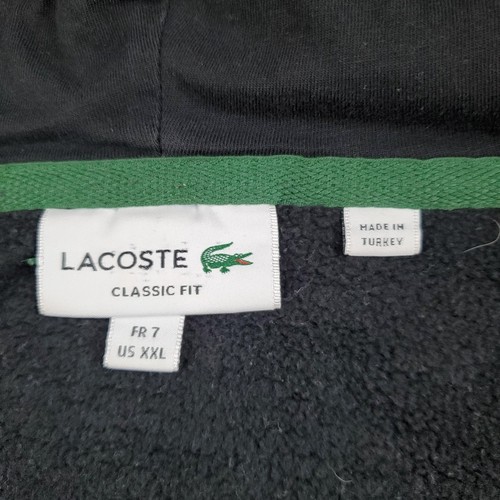 LACOSTE
CLASSIC FIT
FR 7
US XXL
MADE IN
TURKEY